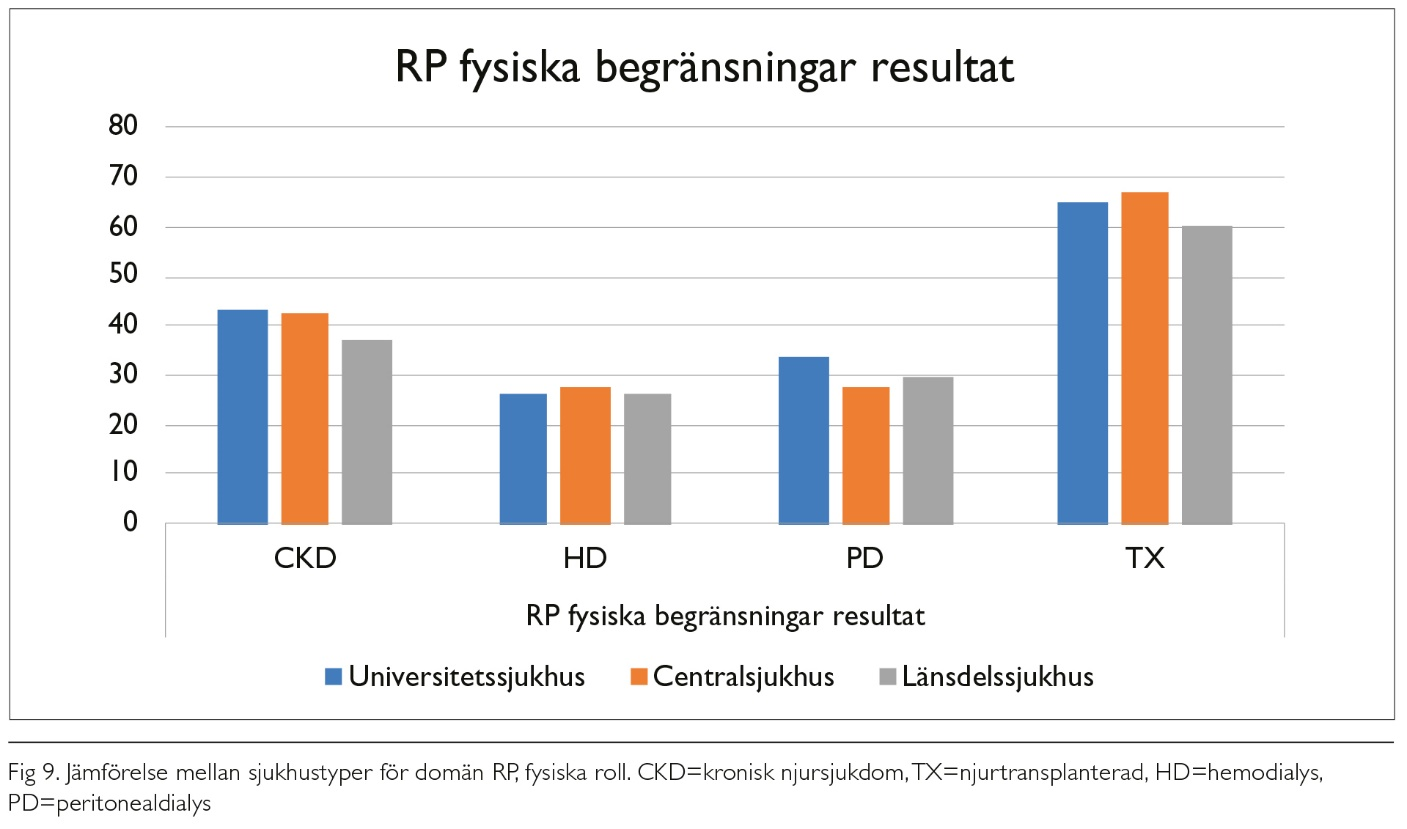 RP fysiska begränsningar resultat
80
70
60
50
40
30
20
10
0
CKD HD PD TX
RP fysiska begränsningar resultat
Universitetssjukhus Centralsjukhus Länsdelssjukhus
Fig 9. Jämförelse mellan sjukhustyper för domän RP, fysiska roll. CKD=kronisk njursjukdom, TX=njurtransplanterad, HD=hemodialys,
PD=peritonealdialys